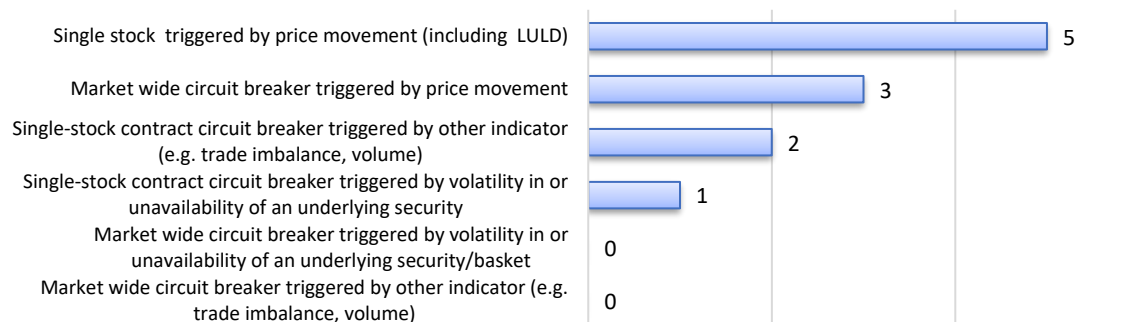 Single stock  triggered by price movement (including  LULD)
5
Market wide circuit breaker triggered by price movement
3
Single-stock contract circuit breaker triggered by other indicator
(e.g. trade imbalance, volume)
2
Single-stock contract circuit breaker triggered by volatility in or
unavailability of an underlying security
1
Market wide circuit breaker triggered by volatility in or
unavailability of an underlying security/basket
0
Market wide circuit breaker triggered by other indicator (e.g.
trade imbalance, volume)
0